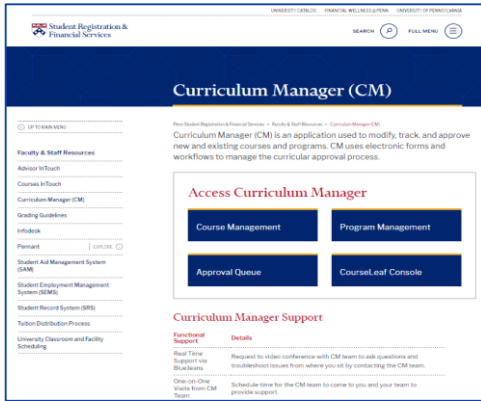 UNIVERSITY CATALOG FINANCIAL WELLNESS @ PENN UNIVERSITY OF PENNSYLVANIA
Student Registration &
Financial Services
SEARCH FULL MENU
Curriculum Manager (CM)
UP TO MAIN MENU
Faculty & Staff Resources
Advisor InTouch
Courses InTouch
Curriculum Manager (CM)
Grading Guidelines
Infodesk
Pennant EXPLORE
Student Aid Management System
(SAM)
Student Employment Management
System (SEMS)
Student Record System (SRS)
Tuition Distribution Process
University Classroom and Facility
Scheduling
Penn Student Registration & Financial Services > Faculty & Staff Resources > Curriculum Manager (CM)
Curriculum Manager (CM) is an application used to modify, track, and approve
new and existing courses and programs. CM uses electronic forms and
workflows to manage the curricular approval process.
Access Curriculum Manager
Course Management
Program Management
Approval Queue
CourseLeaf Console
Curriculum Manager Support
Functional
Support
Details
Real Time
Support via
BlueJeans
Request to video conference with CM team to ask questions and
troubleshoot issues from where you sit by contacting the CM team.
One-on-One
Visits from CM
Team
Schedule time for the CM team to come to you and your team to
provide support.